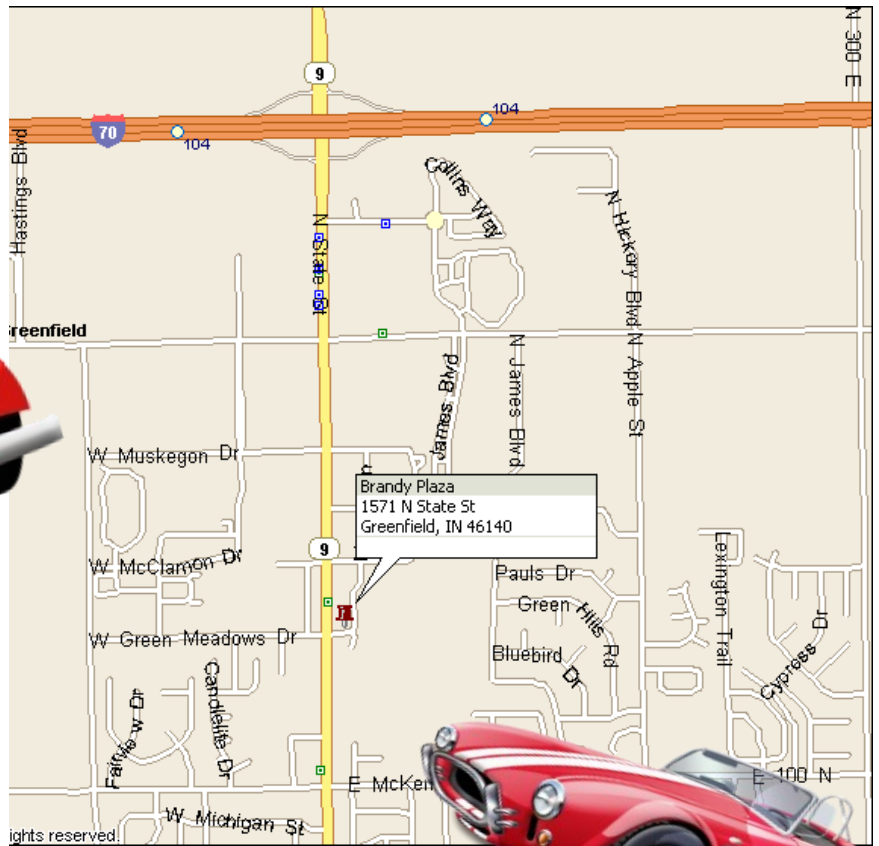 N 300 E
9
70
104
104
Hastings Blvd
Collins Way
N State St
N Hickory Blvd
Greenfield
James Blvd
N James Blvd
N Apple St
W Muskegon Dr
Brandy Plaza
1571 N State St
Greenfield, IN 46140
9
W McClarnon Dr
Pauls Dr
Lexington Trail
Green Hills Rd
W Green Meadows Dr
Bluebird Dr
Cypress Dr
Candlelite Dr
Fairview Dr
E McKen
E 100 N
W Michigan St
ights reserved.